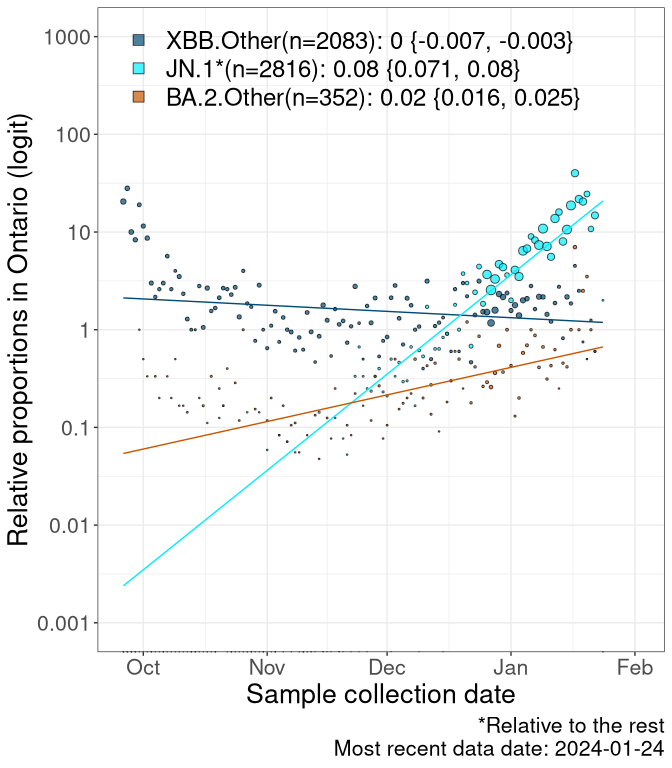 XBB.Other(n=2083): 0 {-0.007, -0.003}
JN.1*(n=2816): 0.08 {0.071, 0.08}
BA.2.Other(n=352): 0.02 {0.016, 0.025}
Relative proportions in Ontario (logit)
1000
100
10
1
0.1
0.01
0.001
Oct Nov Dec Jan Feb
Sample collection date
*Relative to the rest
Most recent data date: 2024-01-24